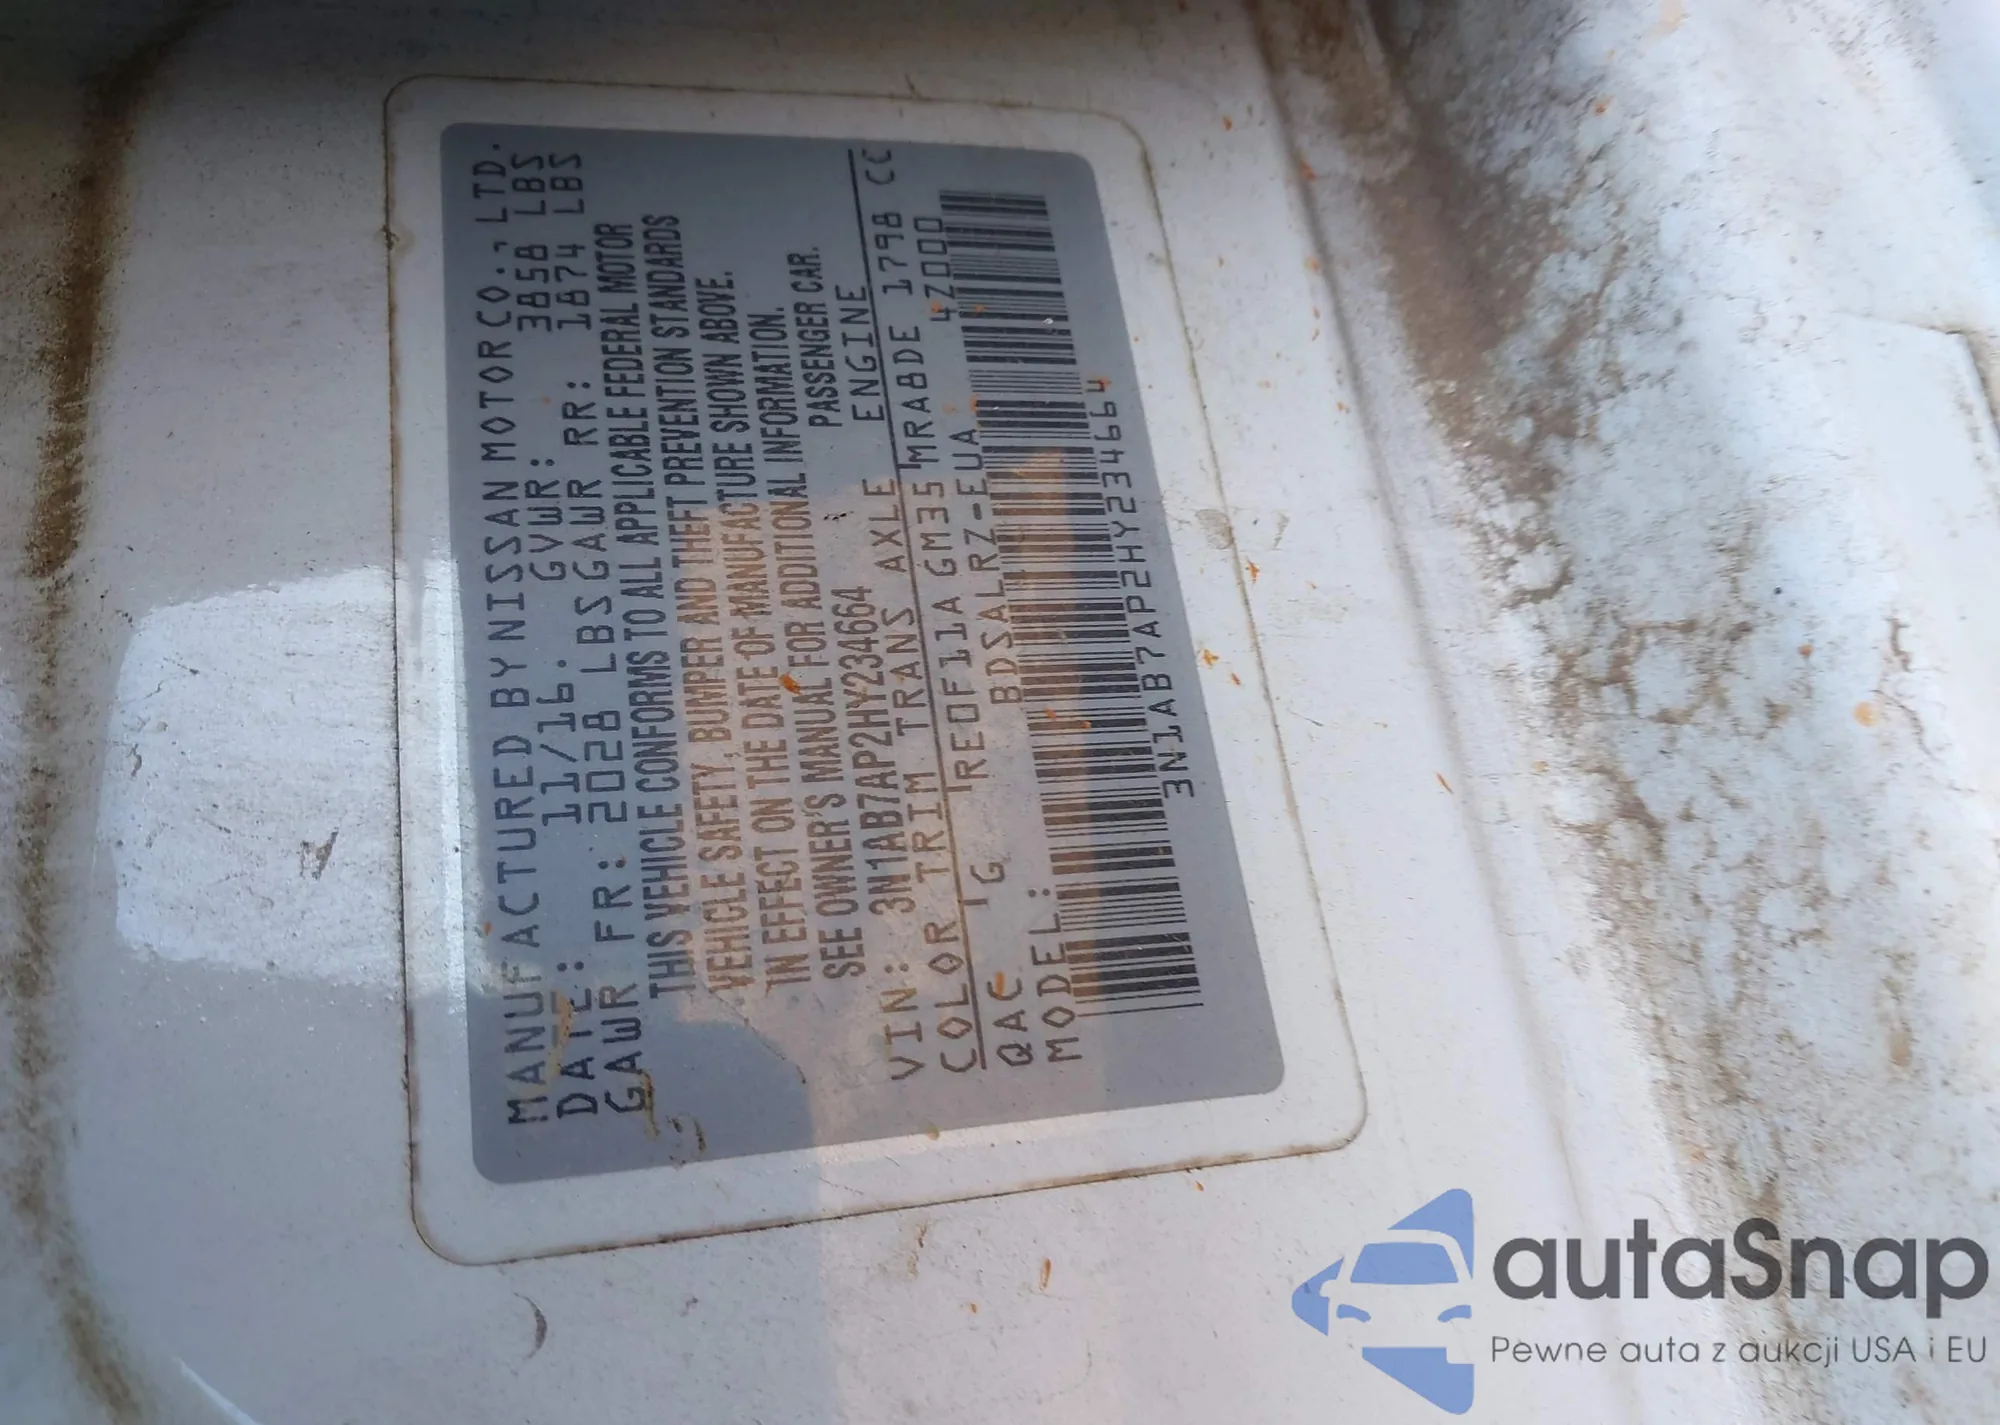 MANUFACTURED BY NISSAN MOTOR CO., LTD.
DATE: 11/16. GVWR: 3858 LBS
GAWR FR: 2028 LBS GAWR RR: 1874 LBS
THIS VEHICLE CONFORMS TO ALL APPLICABLE FEDERAL MOTOR
VEHICLE SAFETY, BUMPER AND THEFT PREVENTION STANDARDS
IN EFFECT ON THE DATE OF MANUFACTURE SHOWN ABOVE.
SEE OWNER'S MANUAL FOR ADDITIONAL INFORMATION.
VIN: 3N1AB7AP2HY234664 PASSENGER CAR.
COLOR TRIM TRANS AXLE ENGINE
QAC G RE0F11A GM35 MRA8DE 1798 CC
MODEL: BDSALRZ-EUA 4Z000
3N1AB7AP2HY234664
autaSnap
Pewne auta z aukcji USA i EU